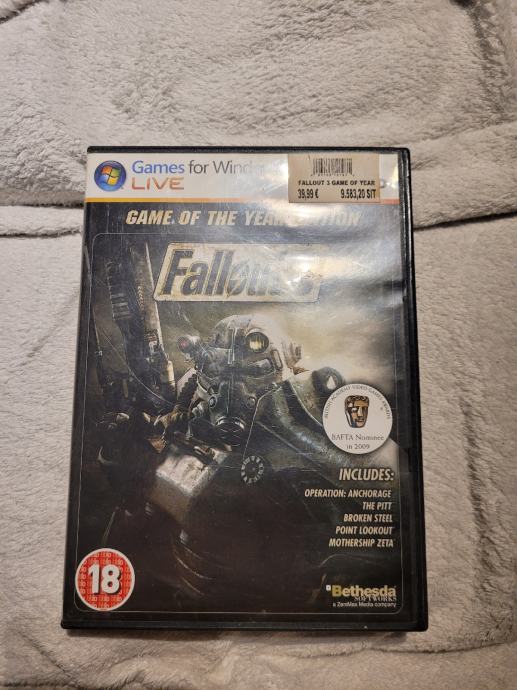 Games for Windo
LIVE
FALLOUT 3 GAME OF YEAR
39,99 € 9.583,20 SIT
GAME OF THE YEAR EDITION
Fallout 3
BAFTA Nominee
in 2009
INCLUDES:
OPERATION: ANCHORAGE
THE PITT
BROKEN STEEL
POINT LOOKOUT
MOTHERSHIP ZETA
18
Bethesda
SOFTWORKS
a ZeniMax Media company